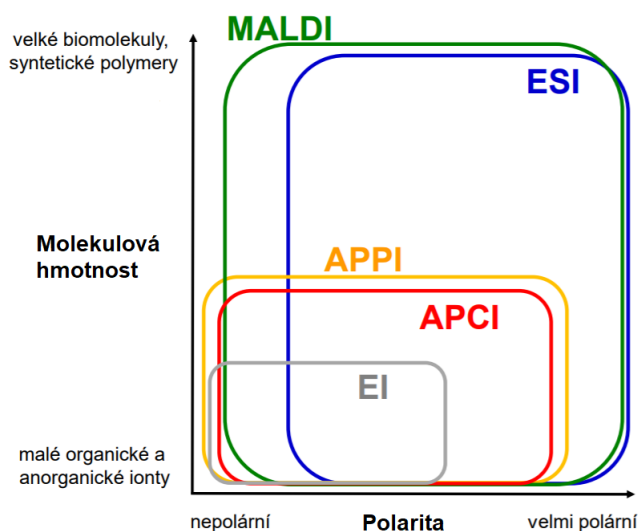 velké biomolekuly,
syntetické polymery
MALDI
ESI
Molekulová
hmotnost
APPI
APCI
EI
malé organické a
anorganické ionty
nepolární
Polarita
velmi polární